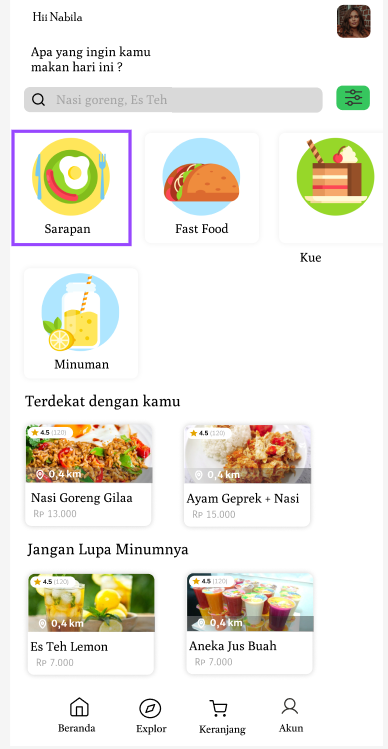 Hii Nabila
Apa yang ingin kamu
makan hari ini ?
Nasi goreng, Es Teh
Sarapan
Fast Food
Kue
Minuman
Terdekat dengan kamu
4.5 (120)
0,4 km
Nasi Goreng Gilaa
Rp 13.000
4.5 (120)
0,4 km
Ayam Geprek + Nasi
Rp 15.000
Jangan Lupa Minumnya
4.5 (120)
0,4 km
Es Teh Lemon
Rp 7.000
4.5 (120)
0,4 km
Aneka Jus Buah
Rp 7.000
Beranda
Explor
Keranjang
Akun